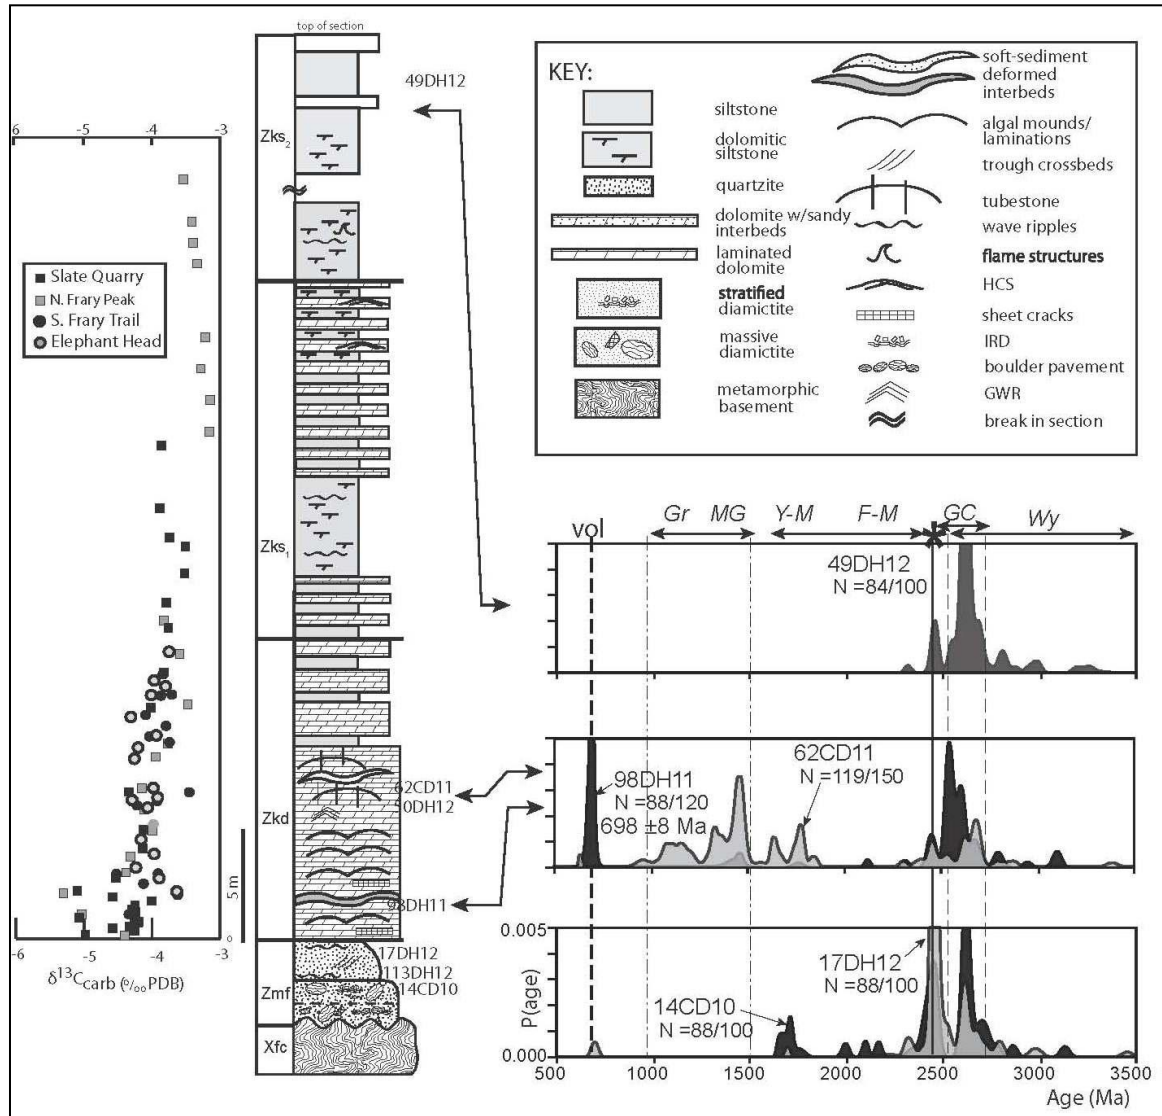 top of section
49DH12
Zks2
6
-5
-4
-3
Slate Quarry
N. Frary Peak
S. Frary Trail
Elephant Head
Zks1
Zkd
62CD11
50DH12
98DH11
5 m
0
-6
-5
-4
-3
δ13Ccarb (‰PDB)
17DH12
113DH12
14CD10
Zmf
Xfc
KEY:
siltstone
dolomitic
siltstone
quartzite
dolomite w/sandy
interbeds
laminated
dolomite
stratified
diamictite
massive
diamictite
metamorphic
basement
soft-sediment
deformed
interbeds
algal mounds/
laminations
trough crossbeds
tubestone
wave ripples
flame structures
HCS
sheet cracks
IRD
boulder pavement
GWR
break in section
vol
Gr MG Y-M F-M GC Wy
49DH12
N =84/100
98DH11
N =88/120
698 ±8 Ma
62CD11
N =119/150
0.005
P(age)
0.000
17DH12
N =88/100
14CD10
N =88/100
500 1000 1500 2000 2500 3000 3500
Age (Ma)